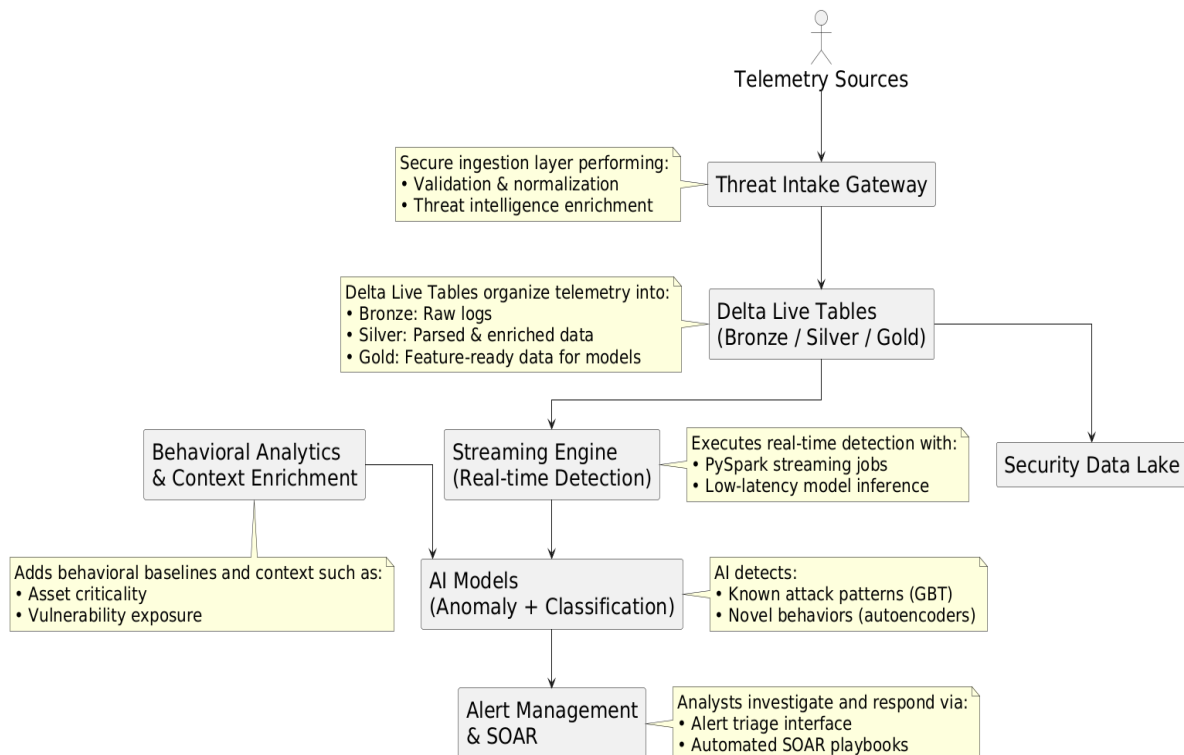 Telemetry Sources
Secure ingestion layer performing:
• Validation & normalization
• Threat intelligence enrichment
Threat Intake Gateway
Delta Live Tables organize telemetry into:
• Bronze: Raw logs
• Silver: Parsed & enriched data
• Gold: Feature-ready data for models
Delta Live Tables
(Bronze / Silver / Gold)
Behavioral Analytics
& Context Enrichment
Streaming Engine
(Real-time Detection)
Executes real-time detection with:
• PySpark streaming jobs
• Low-latency model inference
Security Data Lake
Adds behavioral baselines and context such as:
• Asset criticality
• Vulnerability exposure
AI Models
(Anomaly + Classification)
AI detects:
• Known attack patterns (GBT)
• Novel behaviors (autoencoders)
Alert Management
& SOAR
Analysts investigate and respond via:
• Alert triage interface
• Automated SOAR playbooks